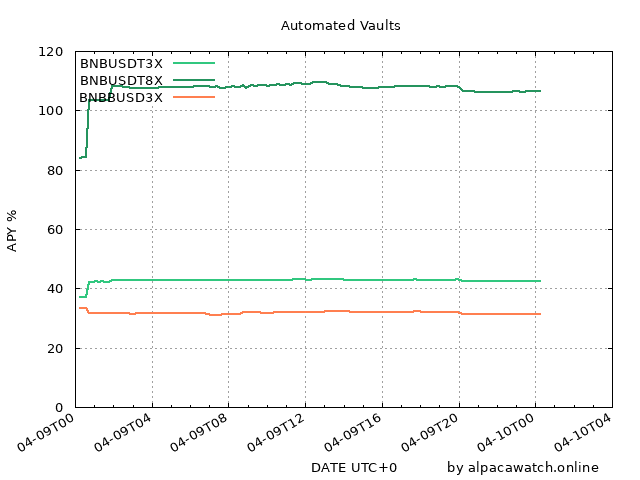 Automated Vaults
120
100
80
60
40
20
0
APY %
BNBUSDT3X
BNBUSDT8X
BNBBUSD3X
04-09T00
04-09T04
04-09T08
04-09T12
04-09T16
04-09T20
04-10T00
04-10T04
DATE UTC+0
by alpacawatch.online